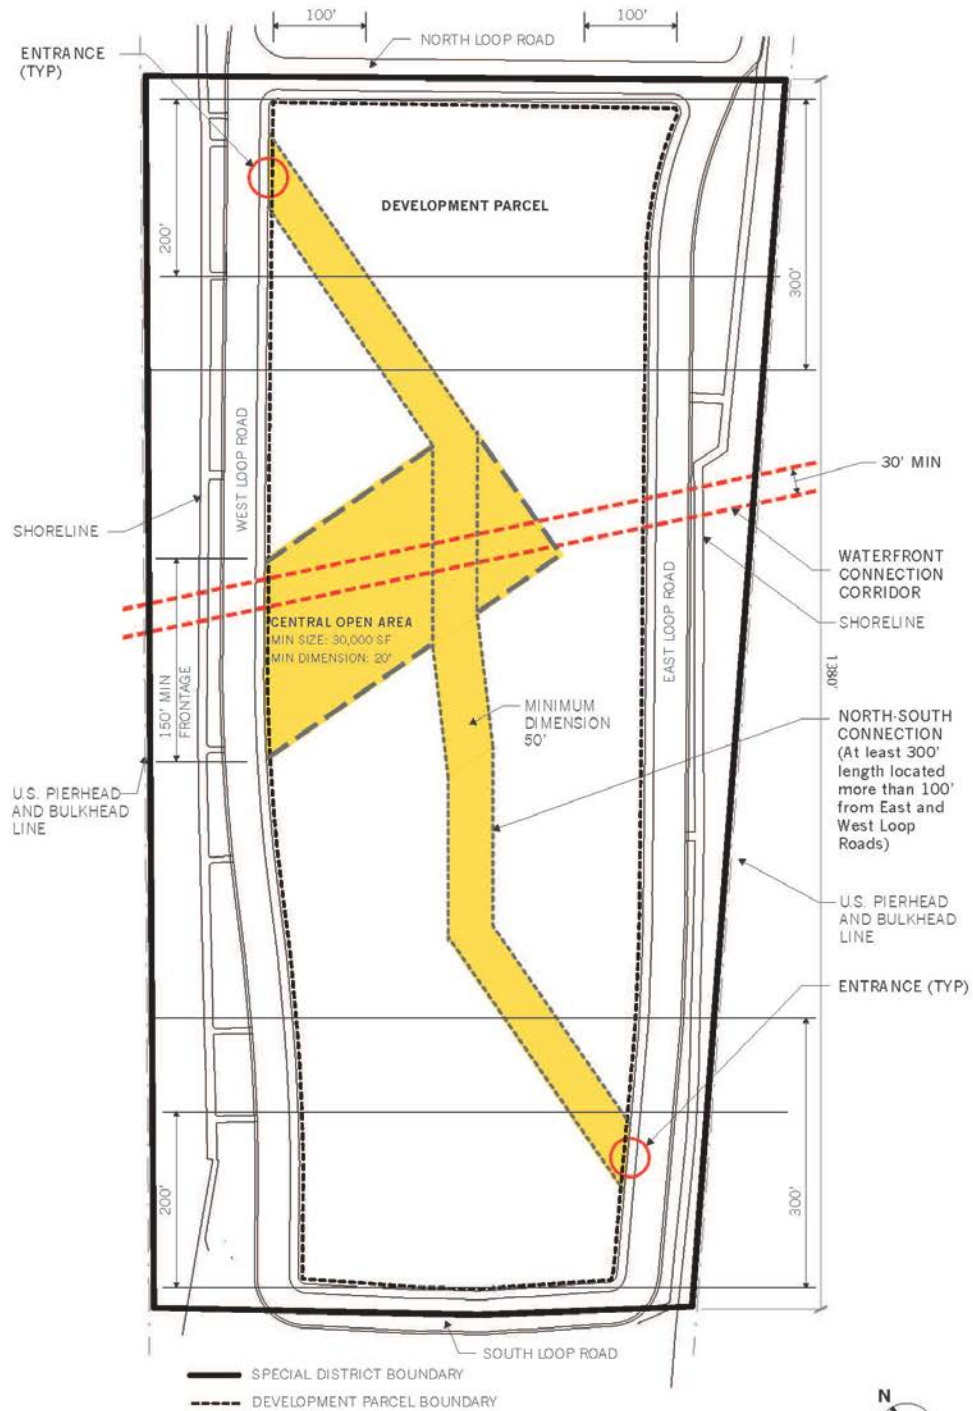 100'
100'
NORTH LOOP ROAD
ENTRANCE
(TYP)
DEVELOPMENT PARCEL
200'
300'
WEST LOOP ROAD
30' MIN
SHORELINE
WATERFRONT
CONNECTION
CORRIDOR
SHORELINE
EAST LOOP ROAD
CENTRAL OPEN AREA
MIN SIZE: 30,000 SF
MIN DIMENSION: 20'
150' MIN
FRONTAGE
1380'
MINIMUM
DIMENSION
50'
NORTH-SOUTH
CONNECTION
(At least 300'
length located
more than 100'
from East and
West Loop
Roads)
U.S. PIERHEAD
AND BULKHEAD
LINE
U.S. PIERHEAD
AND BULKHEAD
LINE
ENTRANCE (TYP)
200'
300'
SOUTH LOOP ROAD
SPECIAL DISTRICT BOUNDARY
DEVELOPMENT PARCEL BOUNDARY
N